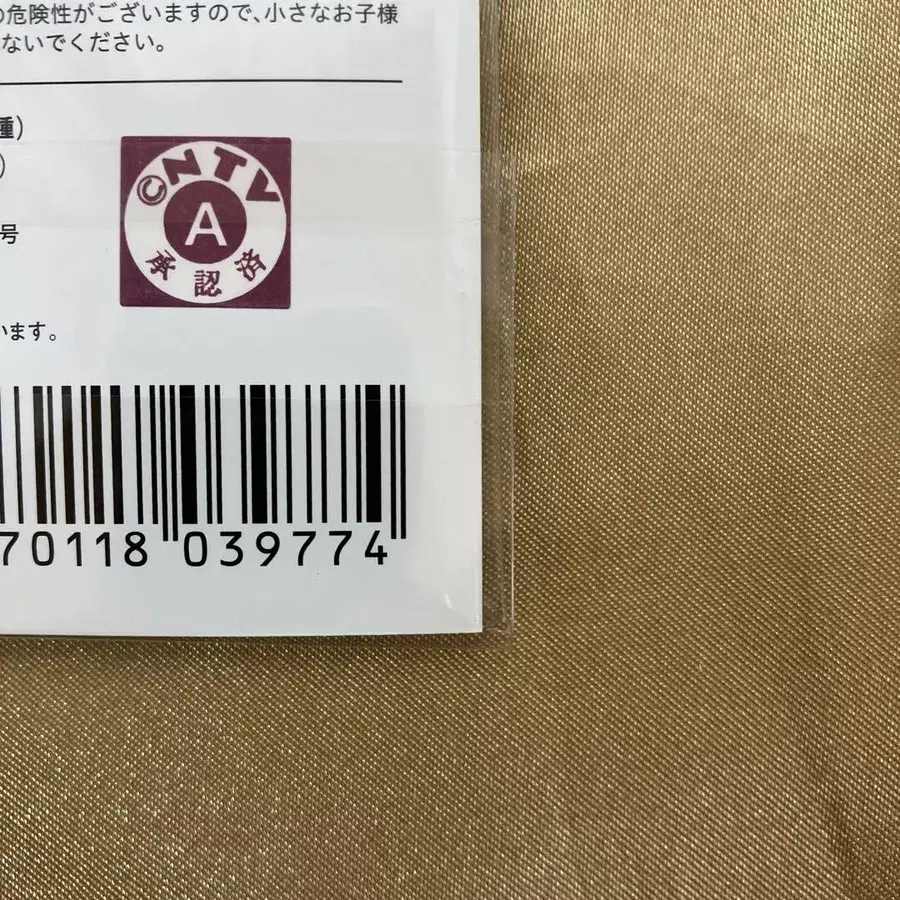 の危険性がございますので、小さなお子様
ないでください。
種)
)
号
©NTV
A
承認済
います。
70118 039774